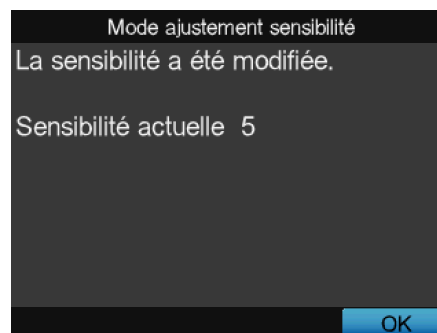 Mode ajustement sensibilité
La sensibilité a été modifiée.
Sensibilité actuelle 5
OK